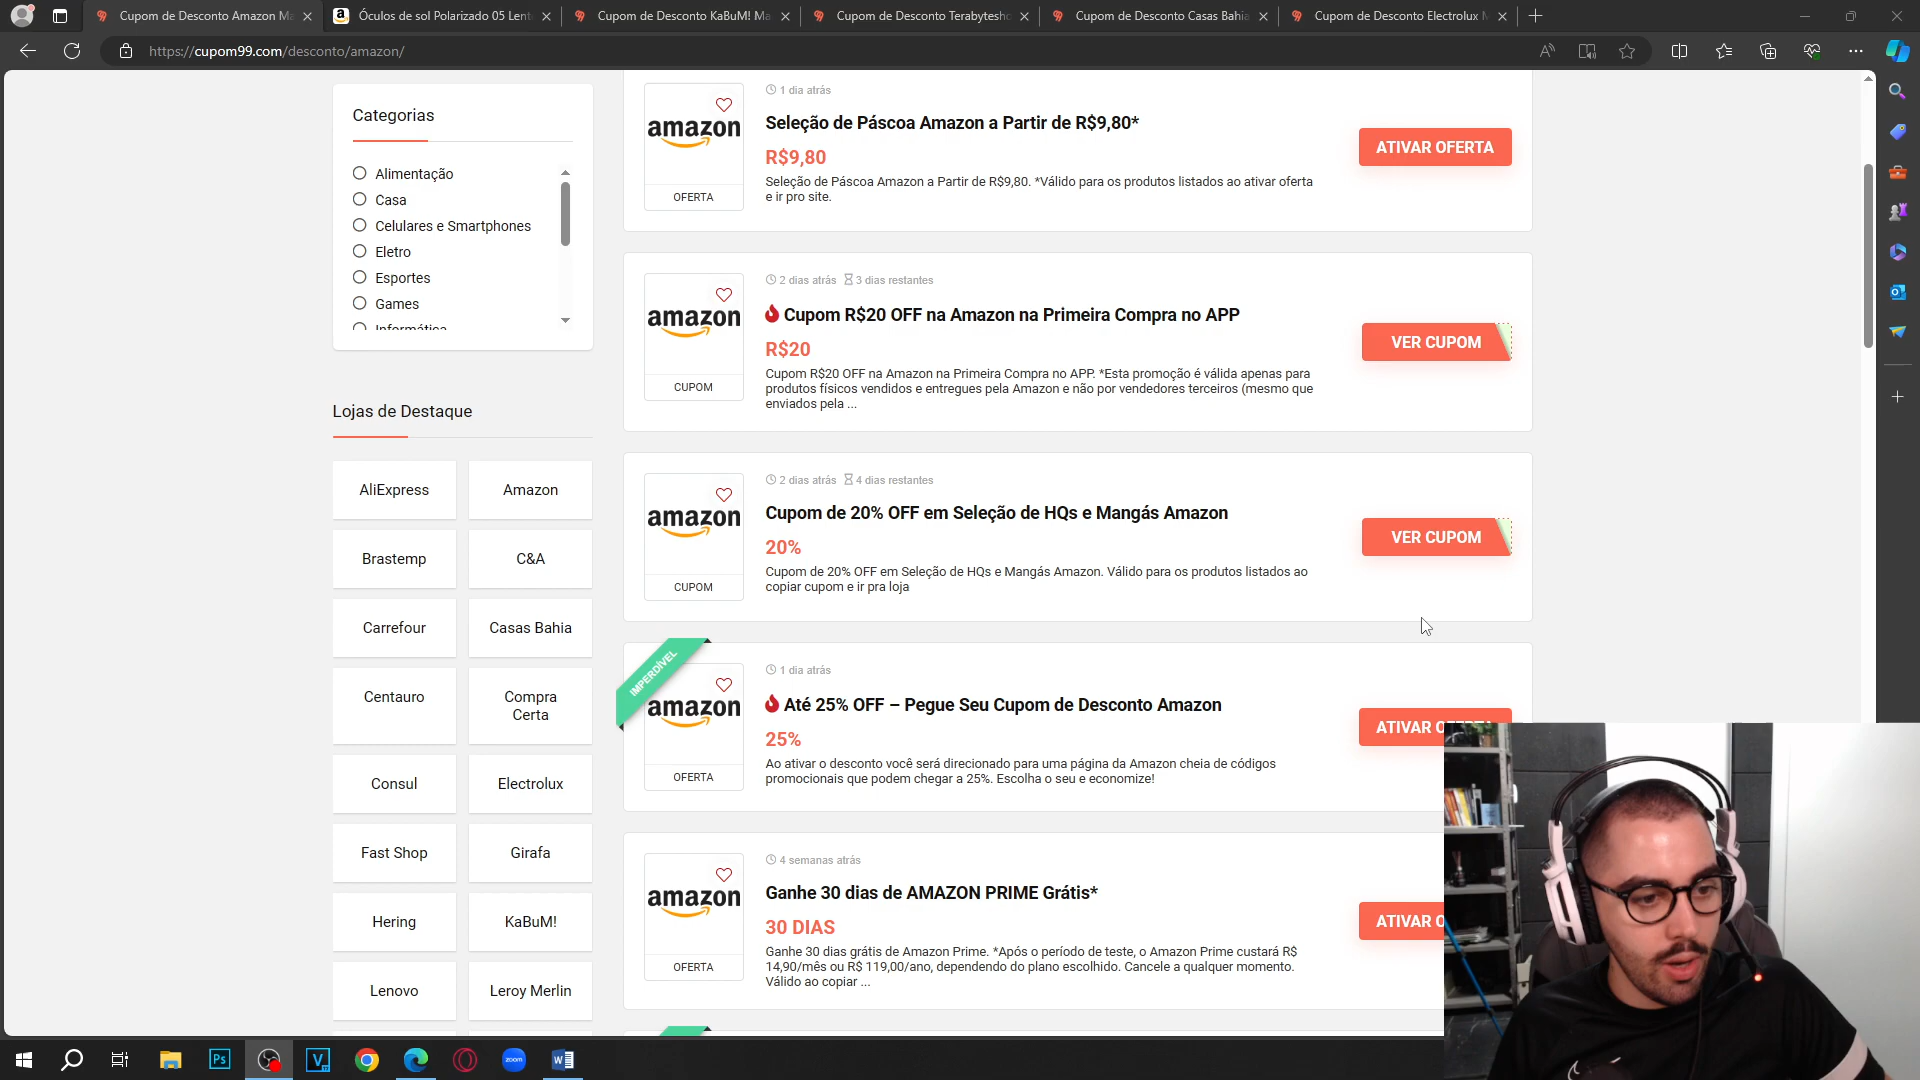 Cupom de Desconto Amazon Ma
Óculos de sol Polarizado 05 Lent
Cupom de Desconto KaBuM! Ma
Cupom de Desconto Terabytesho
Cupom de Desconto Casas Bahia
Cupom de Desconto Electrolux M
https://cupom99.com/desconto/amazon/
Categorias
Alimentação
Casa
Celulares e Smartphones
Eletro
Esportes
Games
Informática
Lojas de Destaque
AliExpress
Amazon
Brastemp
C&A
Carrefour
Casas Bahia
Centauro
Compra
Certa
Consul
Electrolux
Fast Shop
Girafa
Hering
KaBuM!
Lenovo
Leroy Merlin
amazon
OFERTA
1 dia atrás
Seleção de Páscoa Amazon a Partir de R$9,80*
R$9,80
Seleção de Páscoa Amazon a Partir de R$9,80. *Válido para os produtos listados ao ativar oferta
e ir pro site.
ATIVAR OFERTA
amazon
CUPOM
2 dias atrás 3 dias restantes
Cupom R$20 OFF na Amazon na Primeira Compra no APP
R$20
Cupom R$20 OFF na Amazon na Primeira Compra no APP. *Esta promoção é válida apenas para
produtos físicos vendidos e entregues pela Amazon e não por vendedores terceiros (mesmo que
enviados pela ...
VER CUPOM
amazon
CUPOM
2 dias atrás 4 dias restantes
Cupom de 20% OFF em Seleção de HQs e Mangás Amazon
20%
Cupom de 20% OFF em Seleção de HQs e Mangás Amazon. Válido para os produtos listados ao
copiar cupom e ir pra loja
VER CUPOM
IMPERDÍVEL
amazon
OFERTA
1 dia atrás
Até 25% OFF – Pegue Seu Cupom de Desconto Amazon
25%
Ao ativar o desconto você será direcionado para uma página da Amazon cheia de códigos
promocionais que podem chegar a 25%. Escolha o seu e economize!
ATIVAR OFERTA
amazon
OFERTA
4 semanas atrás
Ganhe 30 dias de AMAZON PRIME Grátis*
30 DIAS
Ganhe 30 dias grátis de Amazon Prime. *Após o período de teste, o Amazon Prime custará R$
14,90/mês ou R$ 119,00/ano, dependendo do plano escolhido. Cancele a qualquer momento.
Válido ao copiar ...
ATIVAR O
Ps
V
zoom
W